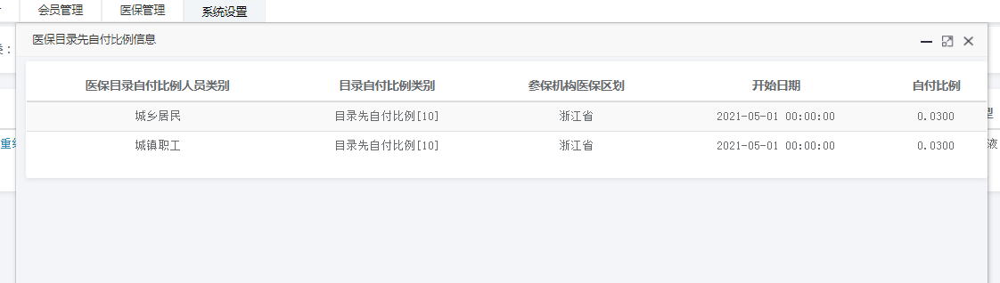 会员管理 医保管理 系统设置
医保目录先自付比例信息
医保目录自付比例人员类别 目录自付比例类别 参保机构医保区划 开始日期 自付比例
城乡居民 目录先自付比例[10] 浙江省 2021-05-01 00:00:00 0.0300
城镇职工 目录先自付比例[10] 浙江省 2021-05-01 00:00:00 0.0300
重
液